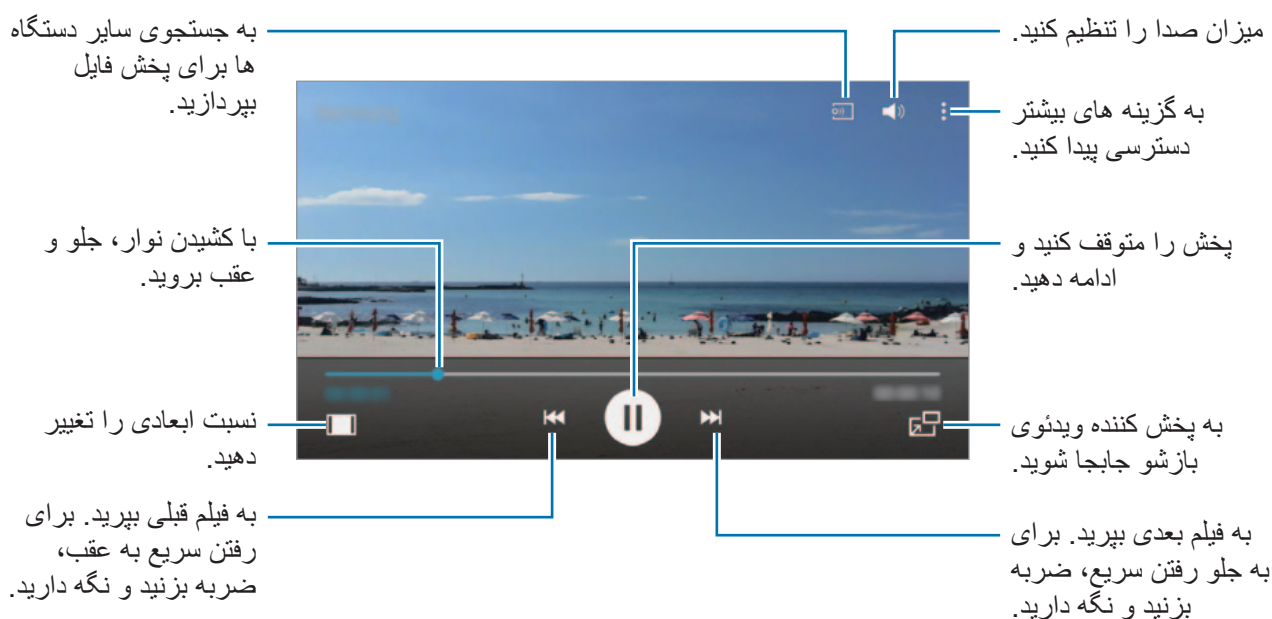 میزان صدا را تنظیم کنید.
به گزینه های بیشتر
دسترسی پیدا کنید.
پخش را متوقف کنید و
ادامه دهید.
به پخش کننده ویدئوی
بازشو جابجا شوید.
به فیلم بعدی بپرید. برای
به جلو رفتن سریع، ضربه
بزنید و نگه دارید.
به جستجوی سایر دستگاه
ها برای پخش فایل
بپردازید.
با کشیدن نوار، جلو و
عقب بروید.
نسبت ابعادی را تغییر
دهید.
به فیلم قبلی بپرید. برای
رفتن سریع به عقب،
ضربه بزنید و نگه دارید.